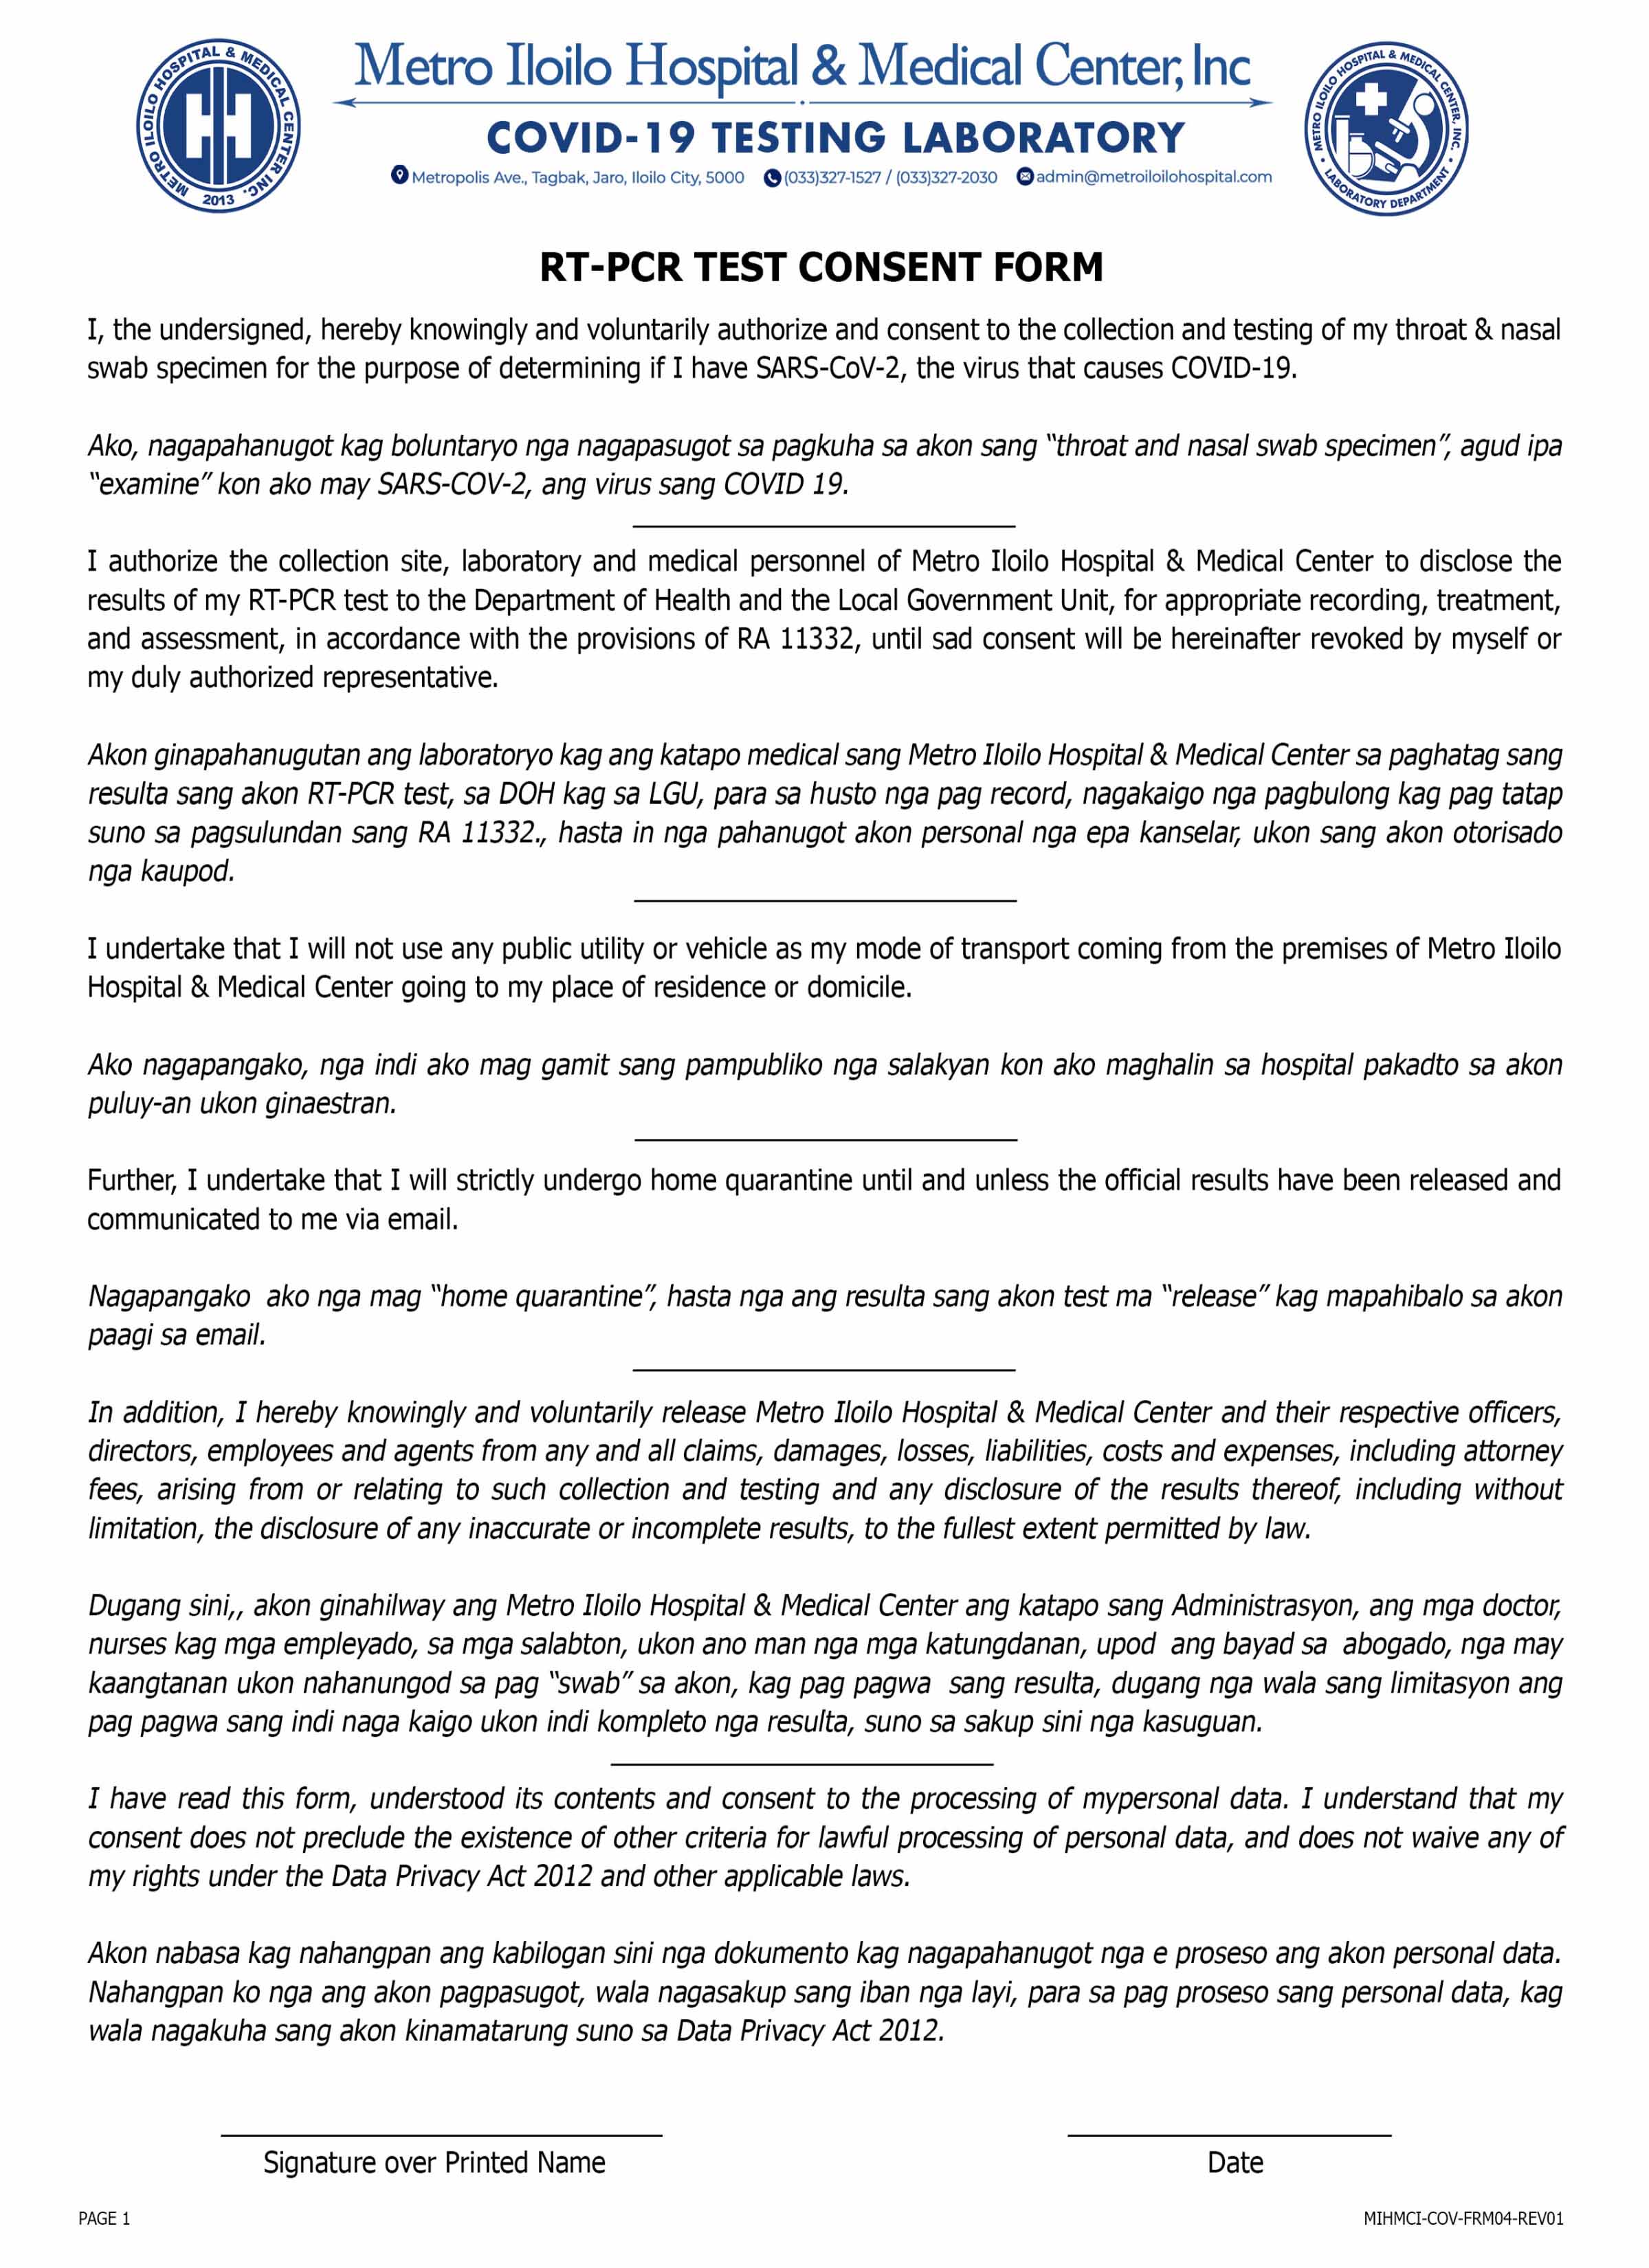 METRO ILOILO HOSPITAL & MEDICAL CENTER INC.
2013
Metro Iloilo Hospital & Medical Center, Inc
COVID-19 TESTING LABORATORY
Metropolis Ave., Tagbak, Jaro, Iloilo City, 5000 (033)327-1527 / (033)327-2030 admin@metroiloilohospital.com
METRO ILOILO HOSPITAL & MEDICAL CENTER, INC.
LABORATORY DEPARTMENT
RT-PCR TEST CONSENT FORM
I, the undersigned, hereby knowingly and voluntarily authorize and consent to the collection and testing of my throat & nasal
swab specimen for the purpose of determining if I have SARS-CoV-2, the virus that causes COVID-19.
Ako, nagapahanugot kag boluntaryo nga nagapasugot sa pagkuha sa akon sang “throat and nasal swab specimen”, agud ipa
“examine” kon ako may SARS-COV-2, ang virus sang COVID 19.
I authorize the collection site, laboratory and medical personnel of Metro Iloilo Hospital & Medical Center to disclose the
results of my RT-PCR test to the Department of Health and the Local Government Unit, for appropriate recording, treatment,
and assessment, in accordance with the provisions of RA 11332, until sad consent will be hereinafter revoked by myself or
my duly authorized representative.
Akon ginapahanugutan ang laboratoryo kag ang katapo medical sang Metro Iloilo Hospital & Medical Center sa paghatag sang
resulta sang akon RT-PCR test, sa DOH kag sa LGU, para sa husto nga pag record, nagakaigo nga pagbulong kag pag tatap
suno sa pagsulundan sang RA 11332., hasta in nga pahanugot akon personal nga epa kanselar, ukon sang akon otorisado
nga kaupod.
I undertake that I will not use any public utility or vehicle as my mode of transport coming from the premises of Metro Iloilo
Hospital & Medical Center going to my place of residence or domicile.
Ako nagapangako, nga indi ako mag gamit sang pampubliko nga salakyan kon ako maghalin sa hospital pakadto sa akon
puluy-an ukon ginaestran.
Further, I undertake that I will strictly undergo home quarantine until and unless the official results have been released and
communicated to me via email.
Nagapangako ako nga mag “home quarantine”, hasta nga ang resulta sang akon test ma “release” kag mapahibalo sa akon
paagi sa email.
In addition, I hereby knowingly and voluntarily release Metro Iloilo Hospital & Medical Center and their respective officers,
directors, employees and agents from any and all claims, damages, losses, liabilities, costs and expenses, including attorney
fees, arising from or relating to such collection and testing and any disclosure of the results thereof, including without
limitation, the disclosure of any inaccurate or incomplete results, to the fullest extent permitted by law.
Dugang sini,, akon ginahilway ang Metro Iloilo Hospital & Medical Center ang katapo sang Administrasyon, ang mga doctor,
nurses kag mga empleyado, sa mga salabton, ukon ano man nga mga katungdanan, upod ang bayad sa abogado, nga may
kaangtanan ukon nahanungod sa pag “swab” sa akon, kag pag pagwa sang resulta, dugang nga wala sang limitasyon ang
pag pagwa sang indi naga kaigo ukon indi kompleto nga resulta, suno sa sakup sini nga kasuguan.
I have read this form, understood its contents and consent to the processing of mypersonal data. I understand that my
consent does not preclude the existence of other criteria for lawful processing of personal data, and does not waive any of
my rights under the Data Privacy Act 2012 and other applicable laws.
Akon nabasa kag nahangpan ang kabilogan sini nga dokumento kag nagapahanugot nga e proseso ang akon personal data.
Nahangpan ko nga ang akon pagpasugot, wala nagasakup sang iban nga layi, para sa pag proseso sang personal data, kag
wala nagakuha sang akon kinamatarung suno sa Data Privacy Act 2012.
Signature over Printed Name Date
PAGE 1 MIHMCI-COV-FRM04-REV01